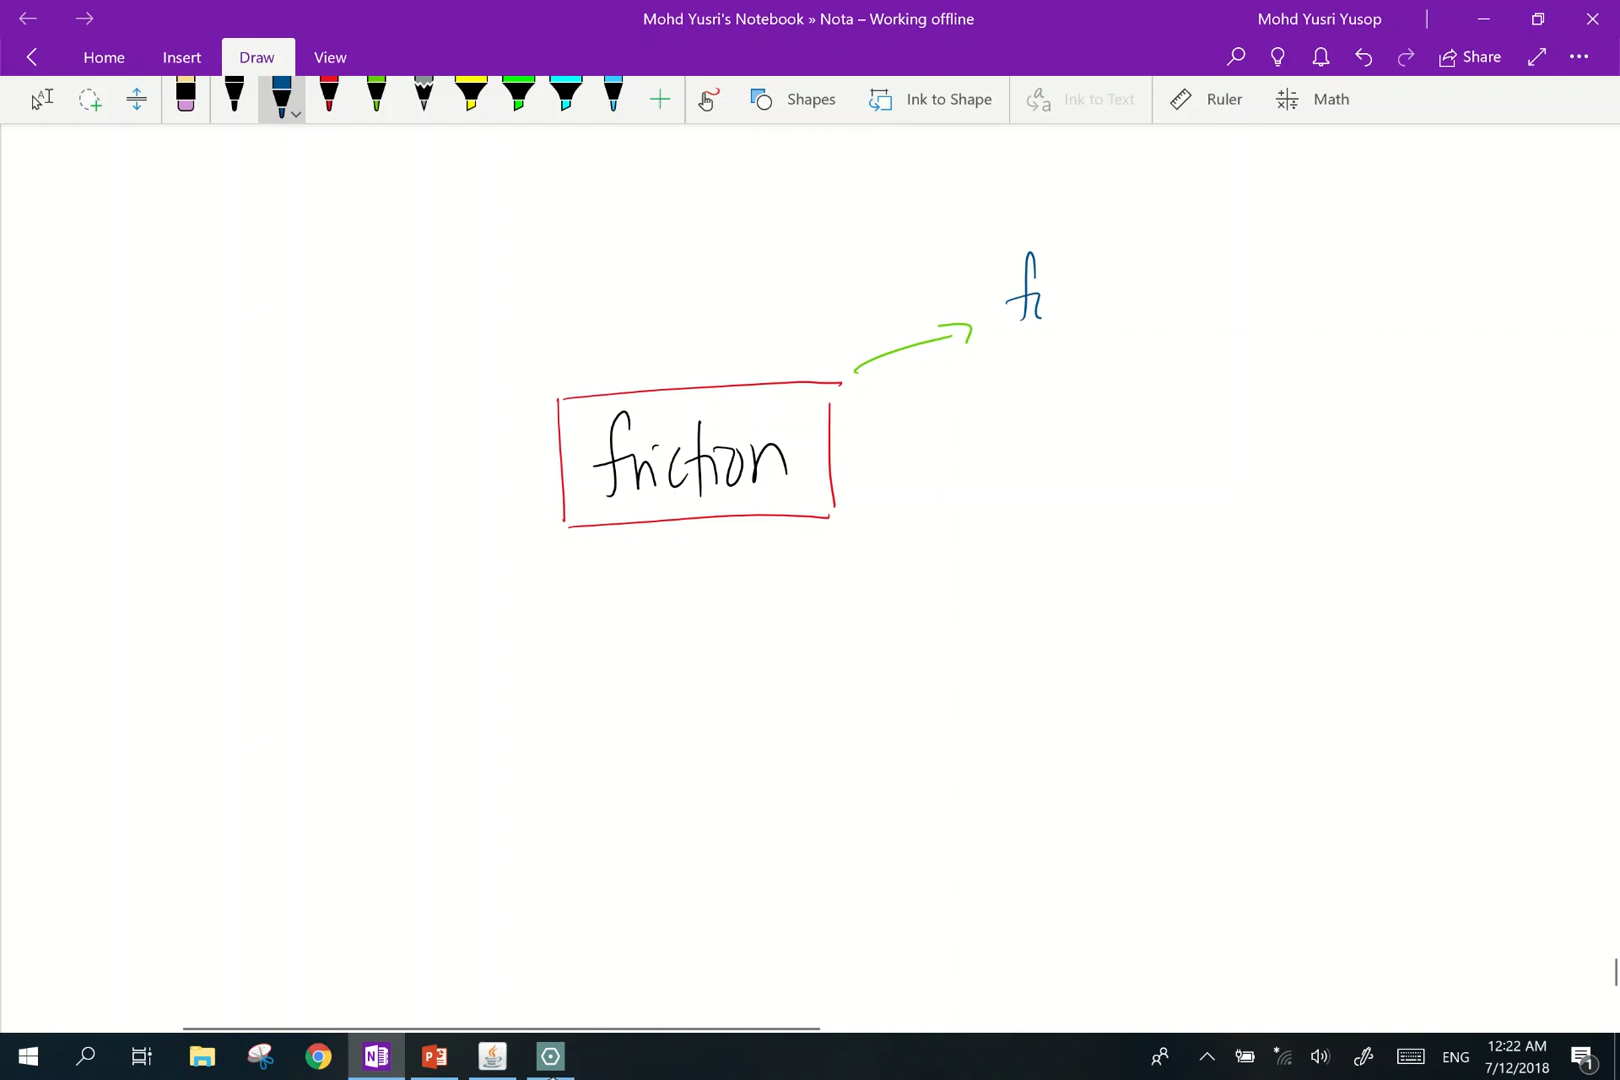 Mohd Yusri's Notebook » Nota – Working offline
Mohd Yusri Yusop
Home
Insert
Draw
View
Share
Shapes
Ink to Shape
Ink to Text
Ruler
Math
friction
N
P
ENG
12:22 AM
7/12/2018
1